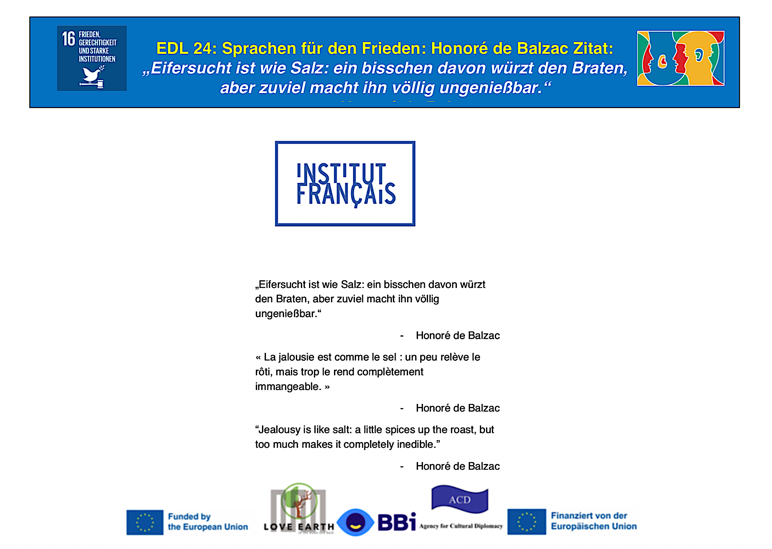 16 FRIEDEN,
GERECHTIGKEIT
UND STARKE
INSTITUTIONEN
EDL 24: Sprachen für den Frieden: Honoré de Balzac Zitat:
„Eifersucht ist wie Salz: ein bisschen davon würzt den Braten,
aber zuviel macht ihn völlig ungenießbar.“
INSTITUT
FRANÇAIS
„Eifersucht ist wie Salz: ein bisschen davon würzt
den Braten, aber zuviel macht ihn völlig
ungenießbar.“
- Honoré de Balzac
« La jalousie est comme le sel : un peu relève le
rôti, mais trop le rend complètement
immangeable. »
- Honoré de Balzac
“Jealousy is like salt: a little spices up the roast, but
too much makes it completely inedible.”
- Honoré de Balzac
Funded by
the European Union
LOVE EARTH
BBi
ACD
Agency for Cultural Diplomacy
Finanziert von der
Europäischen Union